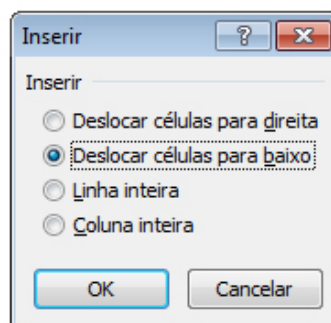 Inserir
Inserir
Deslocar células para direita
Deslocar células para baixo
Linha inteira
Coluna inteira
OK Cancelar